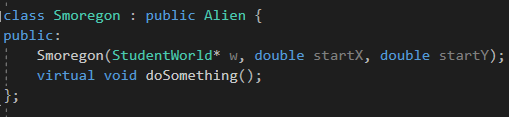 class Smoregon : public Alien {
public:
    Smoregon(StudentWorld* w, double startX, double startY);
    virtual void doSomething();
};